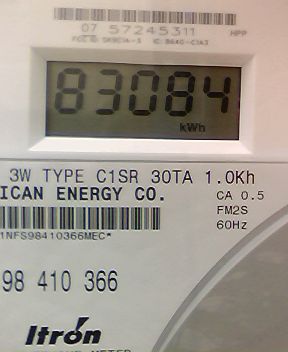 07 57245311
HPP
83084
kWh
3W TYPE C1SR 30TA 1.0Kh
ICAN ENERGY CO.
CA 0.5
FM2S
60Hz
1NFS98410366MEC*
98 410 366
Itron